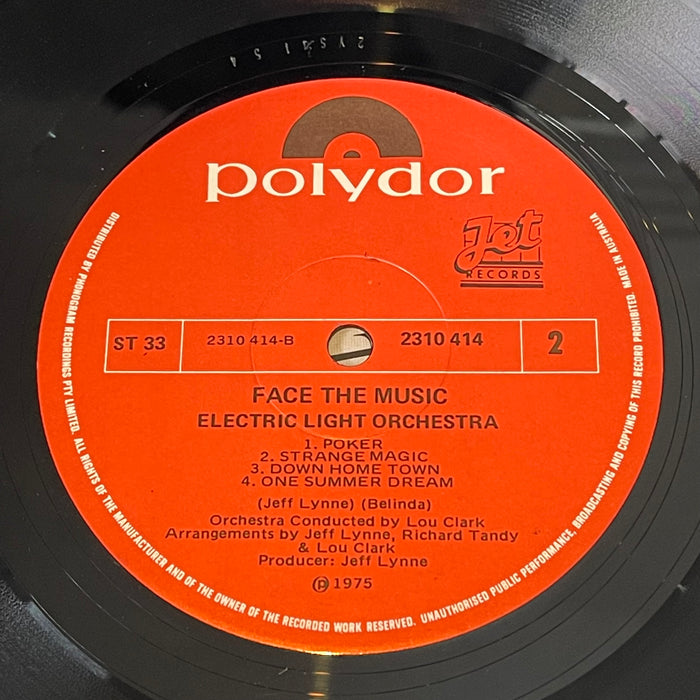 polydor
Jet
RECORDS
ST 33
2310 414-B
2310 414
2
FACE THE MUSIC
ELECTRIC LIGHT ORCHESTRA
1. POKER
2. STRANGE MAGIC
3. DOWN HOME TOWN
4. ONE SUMMER DREAM
(Jeff Lynne) (Belinda)
Orchestra Conducted by Lou Clark
Arrangements by Jeff Lynne, Richard Tandy
& Lou Clark
Producer: Jeff Lynne
℗ 1975
DISTRIBUTED BY PHONOGRAM RECORDINGS PTY LIMITED. ALL RIGHTS OF THE MANUFACTURER AND OF THE OWNER OF THE RECORDED WORK RESERVED. UNAUTHORISED PUBLIC PERFORMANCE, BROADCASTING AND COPYING OF THIS RECORD PROHIBITED. MADE IN AUSTRALIA